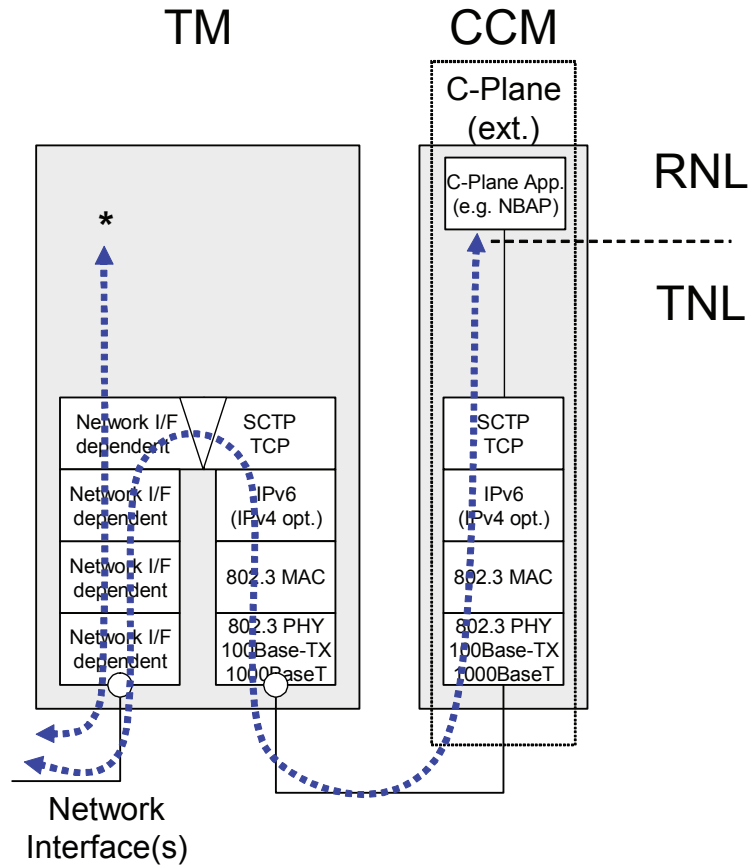 TM
CCM
C-Plane
(ext.)
C-Plane App.
(e.g. NBAP)
RNL
TNL
*
Network I/F
dependent
SCTP
TCP
Network I/F
dependent
IPv6
(IPv4 opt.)
Network I/F
dependent
802.3 MAC
Network I/F
dependent
802.3 PHY
100Base-TX
1000BaseT
SCTP
TCP
IPv6
(IPv4 opt.)
802.3 MAC
802.3 PHY
100Base-TX
1000BaseT
Network
Interface(s)